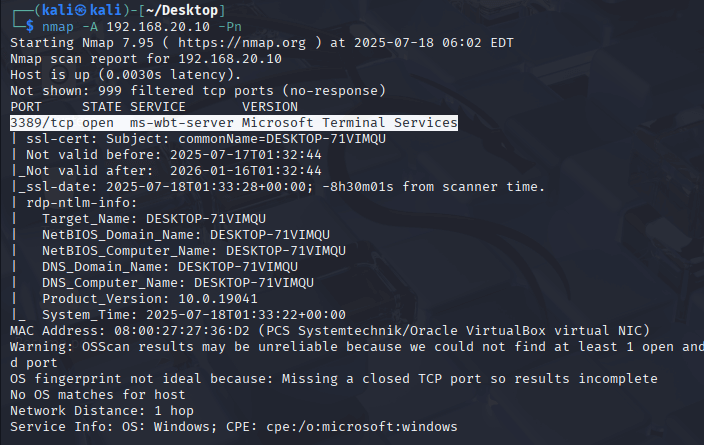 ┌──(kali㉿kali)-[~/Desktop]
└─$ nmap -A 192.168.20.10 -Pn
Starting Nmap 7.95 ( https://nmap.org ) at 2025-07-18 06:02 EDT
Nmap scan report for 192.168.20.10
Host is up (0.0030s latency).
Not shown: 999 filtered tcp ports (no-response)
PORT     STATE SERVICE       VERSION
3389/tcp open  ms-wbt-server Microsoft Terminal Services
| ssl-cert: Subject: commonName=DESKTOP-71VIMQU
| Not valid before: 2025-07-17T01:32:44
|_Not valid after:  2026-01-16T01:32:44
|_ssl-date: 2025-07-18T01:33:28+00:00; -8h30m01s from scanner time.
| rdp-ntlm-info:
|   Target_Name: DESKTOP-71VIMQU
|   NetBIOS_Domain_Name: DESKTOP-71VIMQU
|   NetBIOS_Computer_Name: DESKTOP-71VIMQU
|   DNS_Domain_Name: DESKTOP-71VIMQU
|   DNS_Computer_Name: DESKTOP-71VIMQU
|   Product_Version: 10.0.19041
|_  System_Time: 2025-07-18T01:33:22+00:00
MAC Address: 08:00:27:27:36:D2 (PCS Systemtechnik/Oracle VirtualBox virtual NIC)
Warning: OSScan results may be unreliable because we could not find at least 1 open and
d port
OS fingerprint not ideal because: Missing a closed TCP port so results incomplete
No OS matches for host
Network Distance: 1 hop
Service Info: OS: Windows; CPE: cpe:/o:microsoft:windows